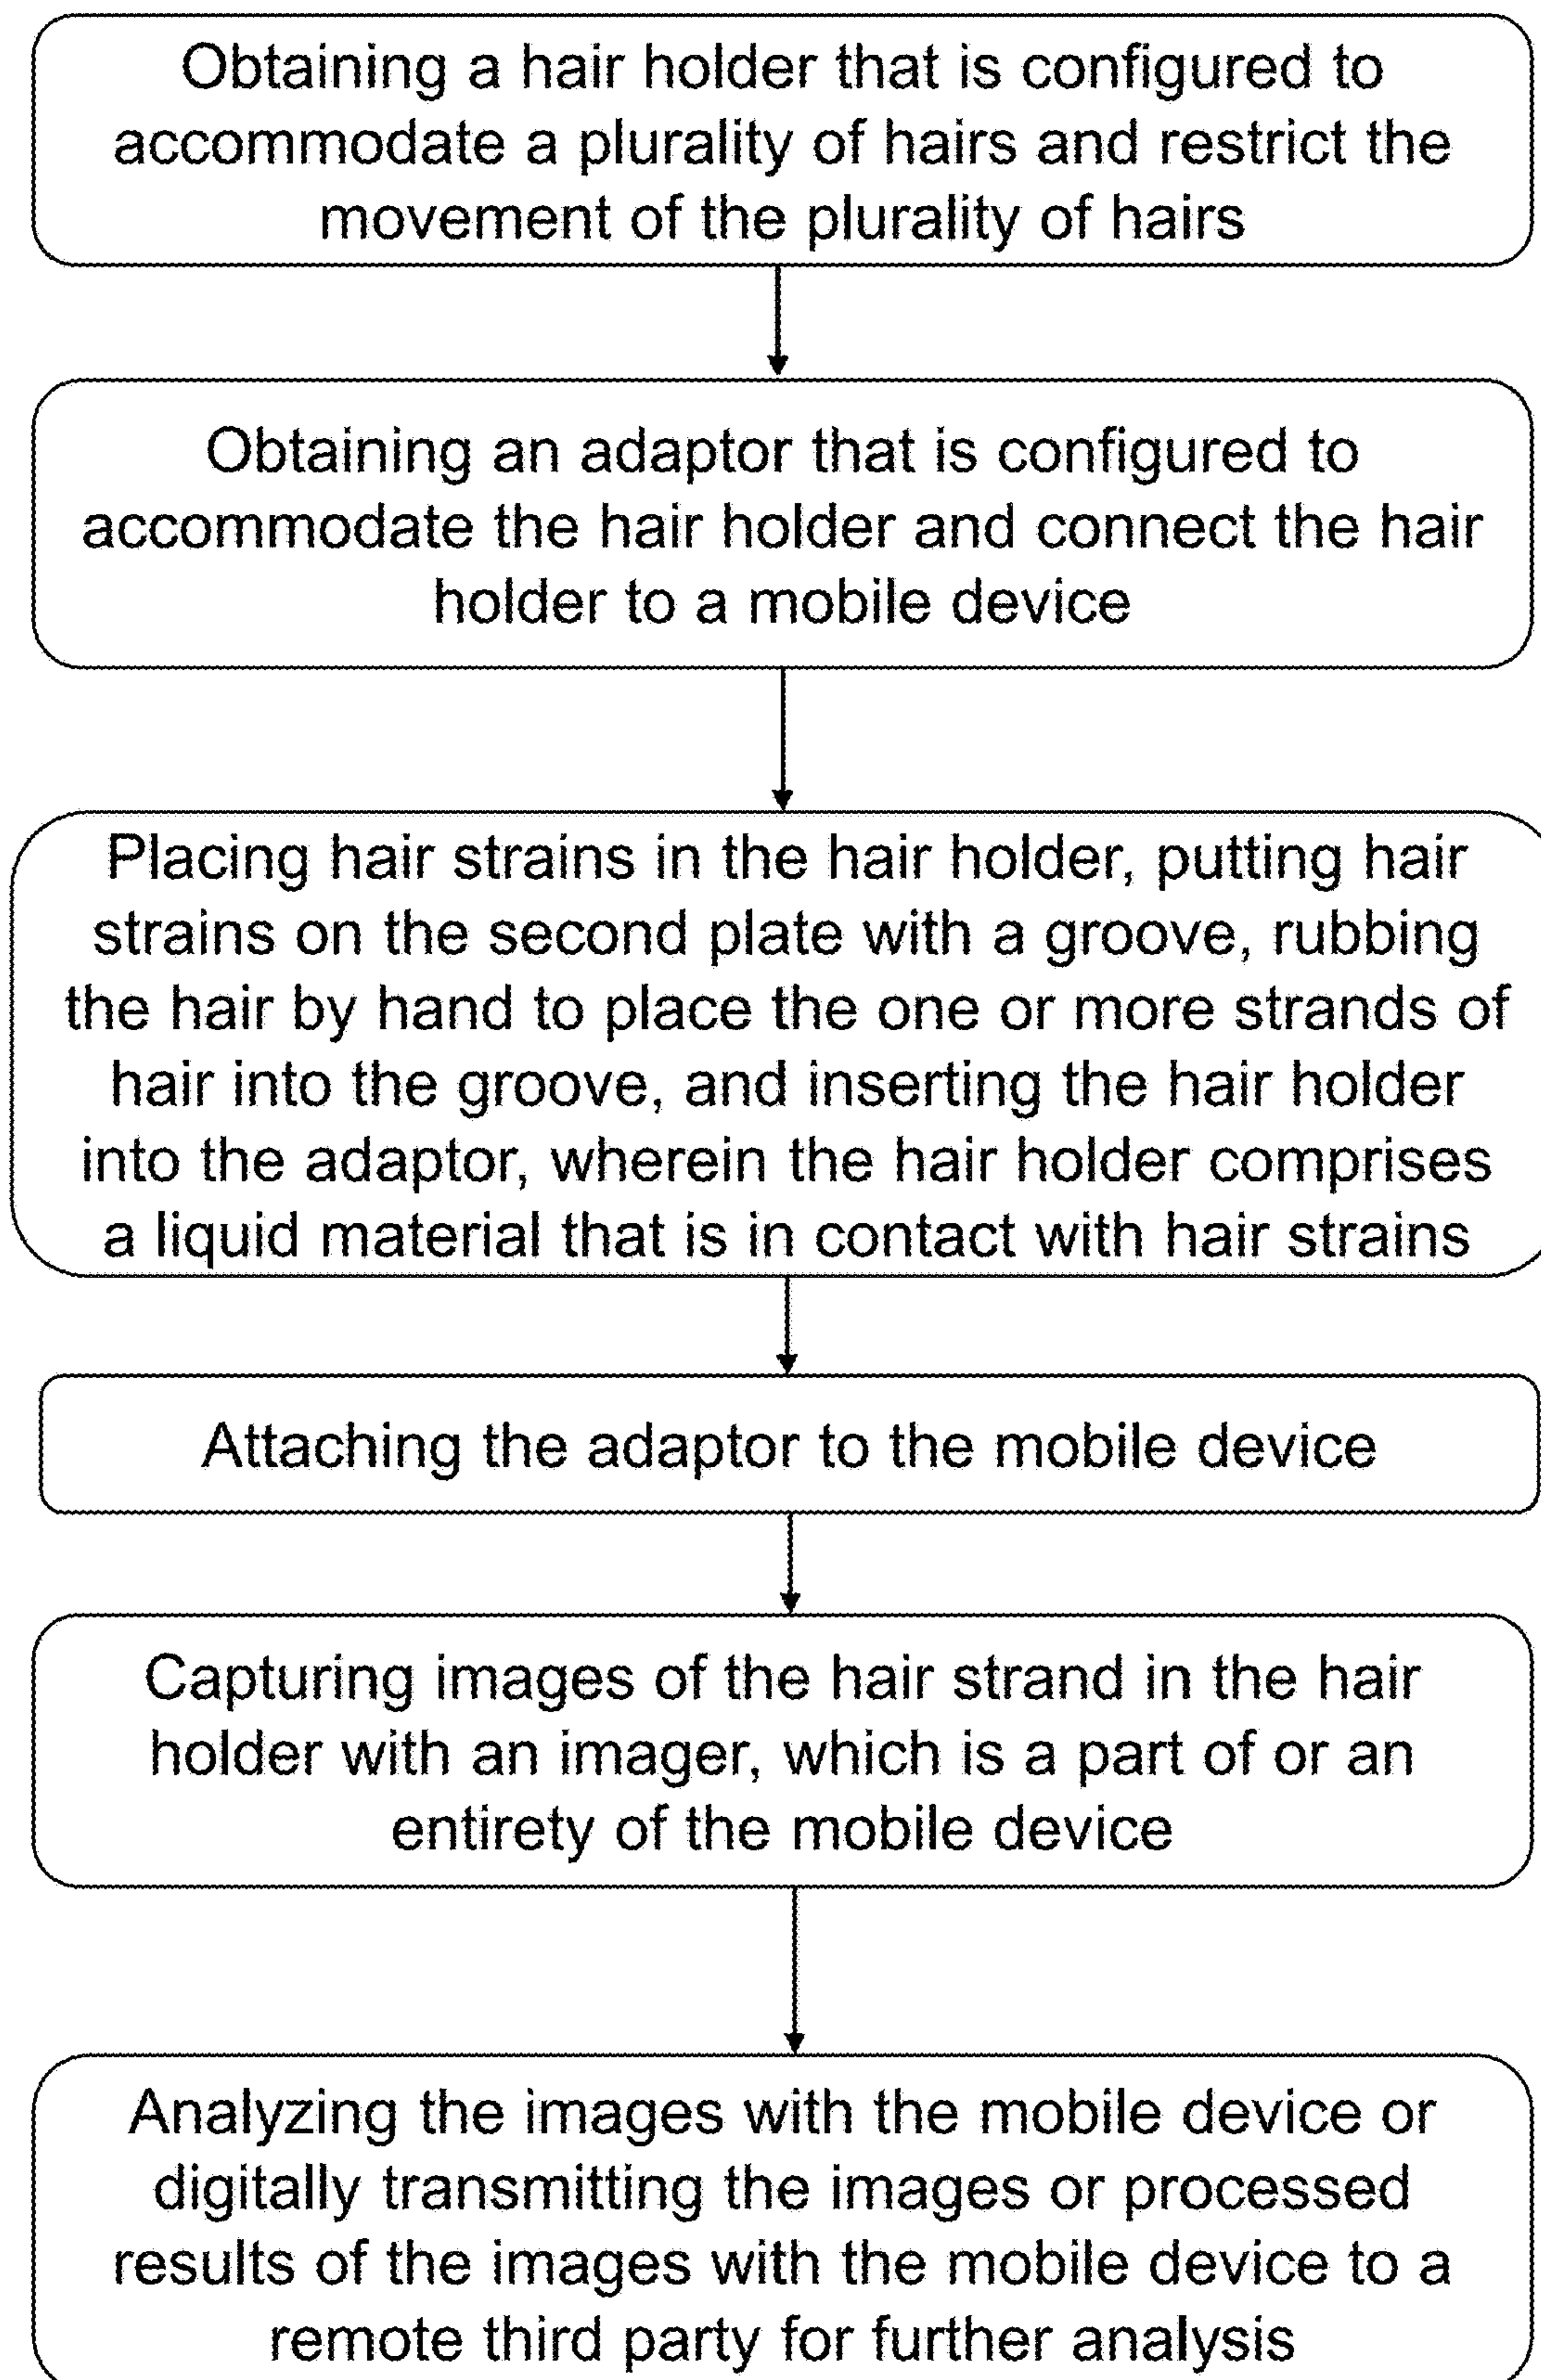 Obtaining a hair holder that is configured to
accommodate a plurality of hairs and restrict the
movement of the plurality of hairs
Obtaining an adaptor that is configured to
accommodate the hair holder and connect the hair
holder to a mobile device
Placing hair strains in the hair holder, putting hair
strains on the second plate with a groove, rubbing
the hair by hand to place the one or more strands of
hair into the groove, and inserting the hair holder
into the adaptor, wherein the hair holder comprises
a liquid material that is in contact with hair strains
Attaching the adaptor to the mobile device
Capturing images of the hair strand in the hair
holder with an imager, which is a part of or an
entirety of the mobile device
Analyzing the images with the mobile device or
digitally transmitting the images or processed
results of the images with the mobile device to a
remote third party for further analysis